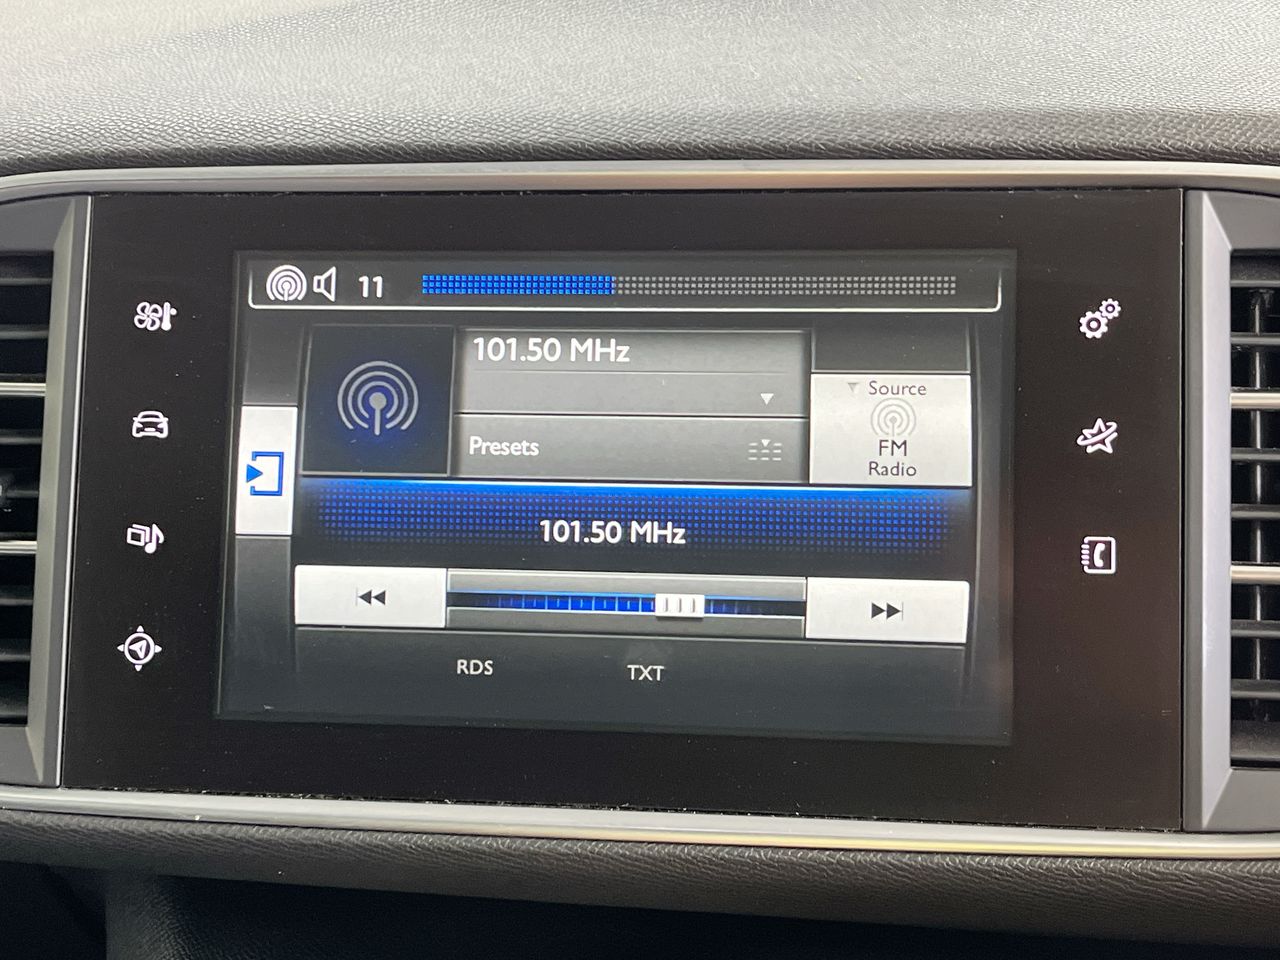 11
101.50 MHz
Source
FM
Radio
Presets
101.50 MHz
RDS
TXT